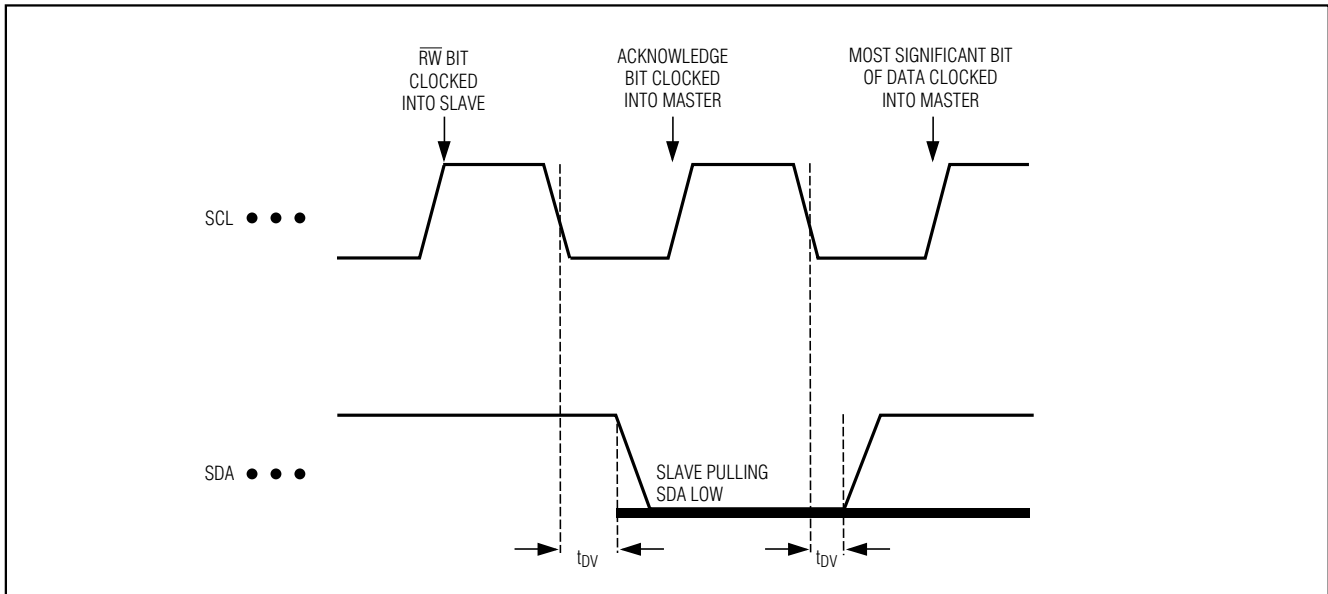 R̅W̅ BIT
CLOCKED
INTO SLAVE
ACKNOWLEDGE
BIT CLOCKED
INTO MASTER
MOST SIGNIFICANT BIT
OF DATA CLOCKED
INTO MASTER
SCL
SDA
SLAVE PULLING
SDA LOW
tDV
tDV